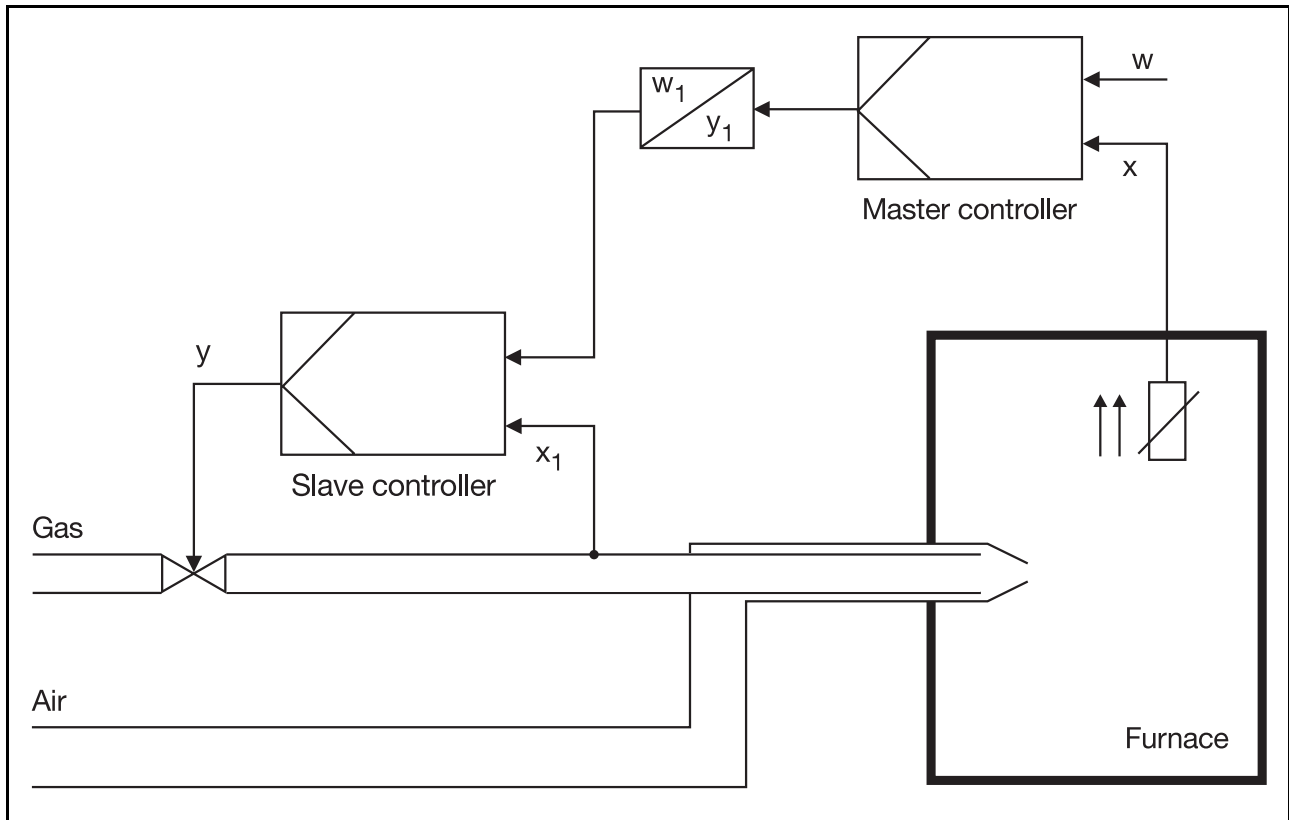 w
w₁
y₁
x
Master controller
y
x₁
Slave controller
Gas
Air
Furnace